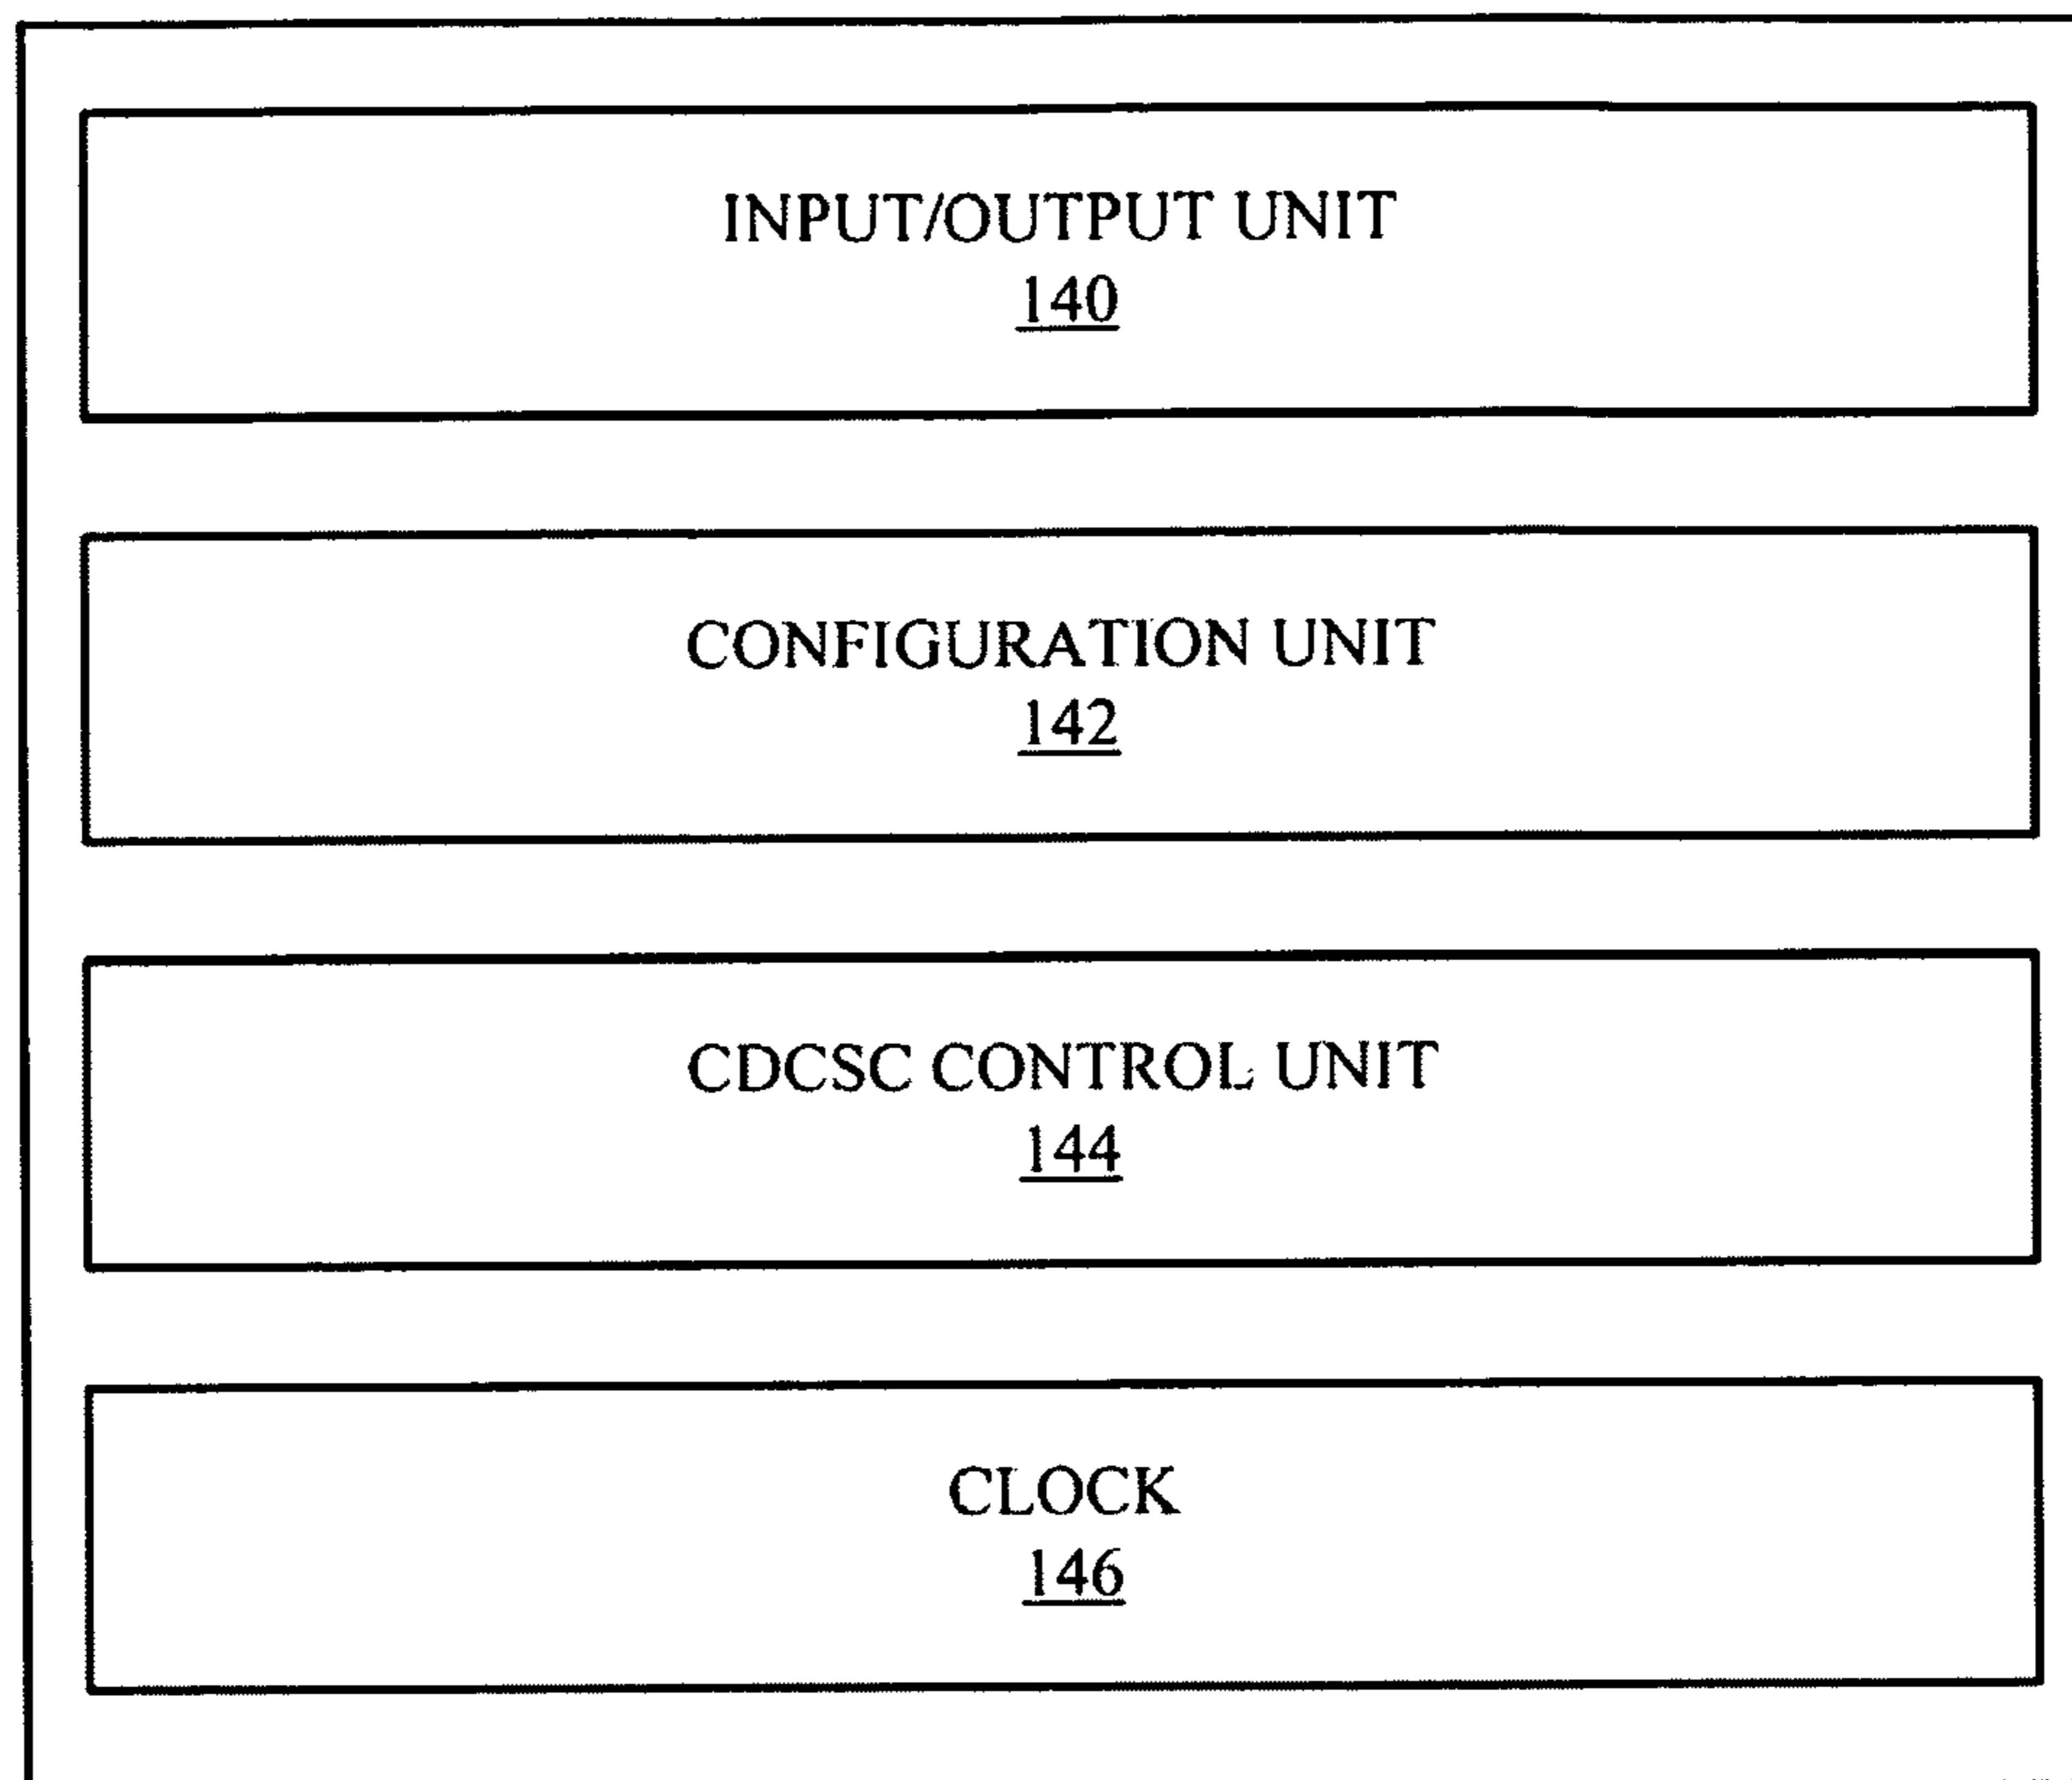 INPUT/OUTPUT UNIT
140
CONFIGURATION UNIT
142
CDCSC CONTROL UNIT
144
CLOCK
146